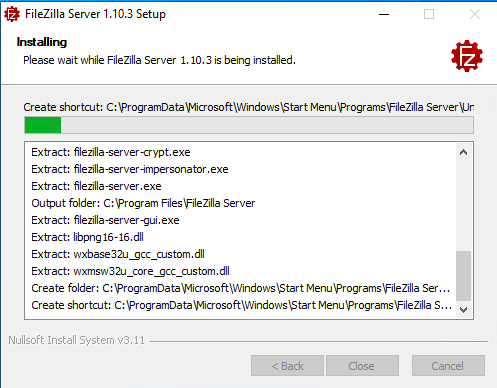 FileZilla Server 1.10.3 Setup
Installing
Please wait while FileZilla Server 1.10.3 is being installed.
Fz
Create shortcut: C:\ProgramData\Microsoft\Windows\Start Menu\Programs\FileZilla Server\Un
Extract: filezilla-server-crypt.exe
Extract: filezilla-server-impersonator.exe
Extract: filezilla-server.exe
Output folder: C:\Program Files\FileZilla Server
Extract: filezilla-server-gui.exe
Extract: libpng16-16.dll
Extract: wxbase32u_gcc_custom.dll
Extract: wxmsw32u_core_gcc_custom.dll
Create folder: C:\ProgramData\Microsoft\Windows\Start Menu\Programs\FileZilla Ser...
Create shortcut: C:\ProgramData\Microsoft\Windows\Start Menu\Programs\FileZilla S...
Nullsoft Install System v3.11
< Back Close Cancel